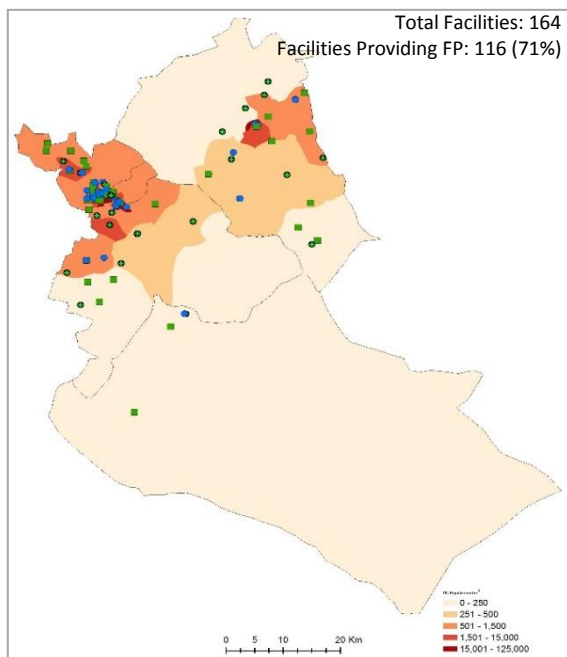 Total Facilities: 164
Facilities Providing FP: 116 (71%)
0 - 250
251 - 500
501 - 1,500
1,501 - 15,000
15,001 - 125,000
0 5 10 20 Km